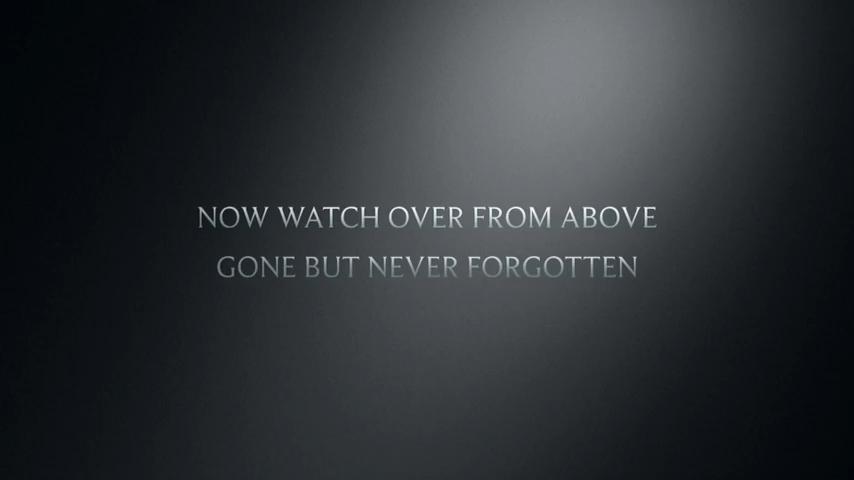 NOW WATCH OVER FROM ABOVE
GONE BUT NEVER FORGOTTEN